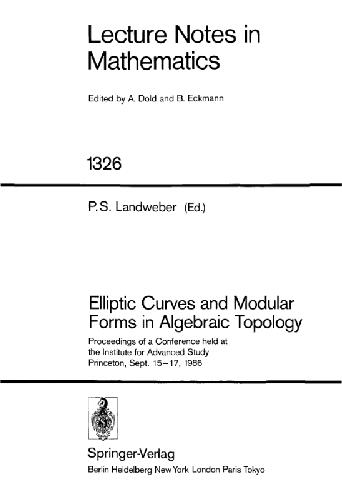 Lecture Notes in
Mathematics
Edited by A. Dold and B. Eckmann
1326
P.S. Landweber (Ed.)
Elliptic Curves and Modular
Forms in Algebraic Topology
Proceedings of a Conference held at
the Institute for Advanced Study
Princeton, Sept. 15–17, 1986
Springer-Verlag
Berlin Heidelberg New York London Paris Tokyo